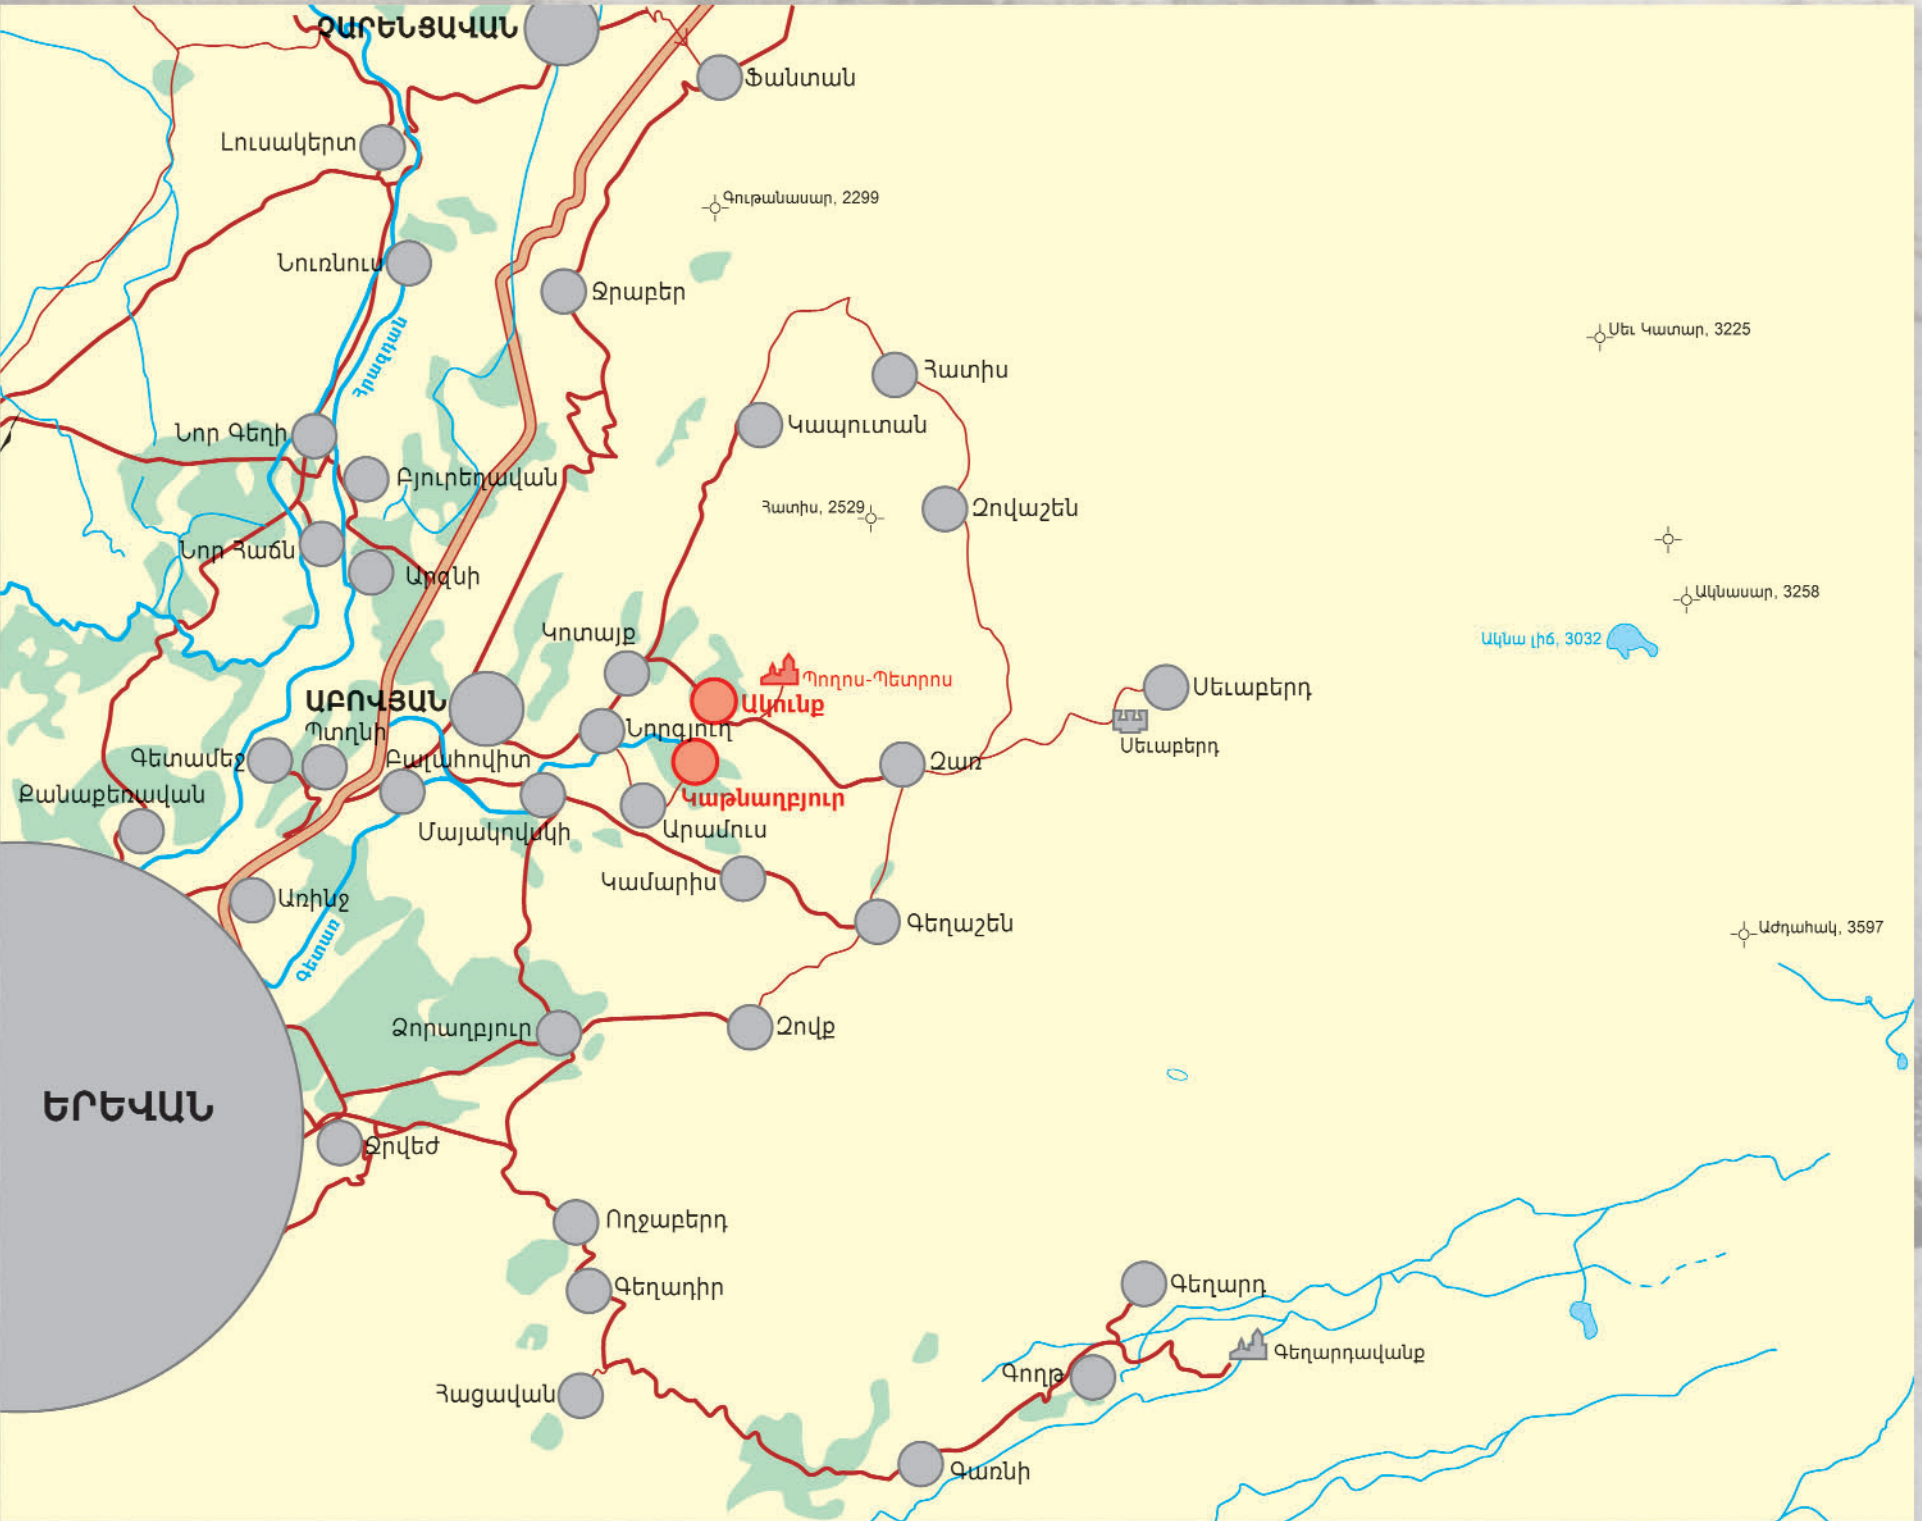 ՉԱՐԵՆՑԱՎԱՆ
Ֆանտան
Լուսակերտ
Գութանասար, 2299
Նուռնուս
Ջրաբեր
Հրազդան
Սեւ Կատար, 3225
Հատիս
Կապուտան
Նոր Գեղի
Բյուրեղավան
Հատիս, 2529
Զովաշեն
Նոր Հաճն
Արզնի
Ակնասար, 3258
Ակնա լիճ, 3032
Կոտայք
Պողոս-Պետրոս
Սեւաբերդ
ԱԲՈՎՅԱՆ
Ակունք
Պտղնի
Նորգյուղ
Սեւաբերդ
Գետամեջ
Բալահովիտ
Զառ
Քանաքեռավան
Կաթնաղբյուր
Մայակովսկի
Արամուս
Կամարիս
Առինջ
Գեղաշեն
Աժդահակ, 3597
Գետառ
Ձորաղբյուր
Զովք
ԵՐԵՎԱՆ
Ջրվեժ
Ողջաբերդ
Գեղադիր
Գեղարդ
Գեղարդավանք
Գողթ
Հացավան
Գառնի